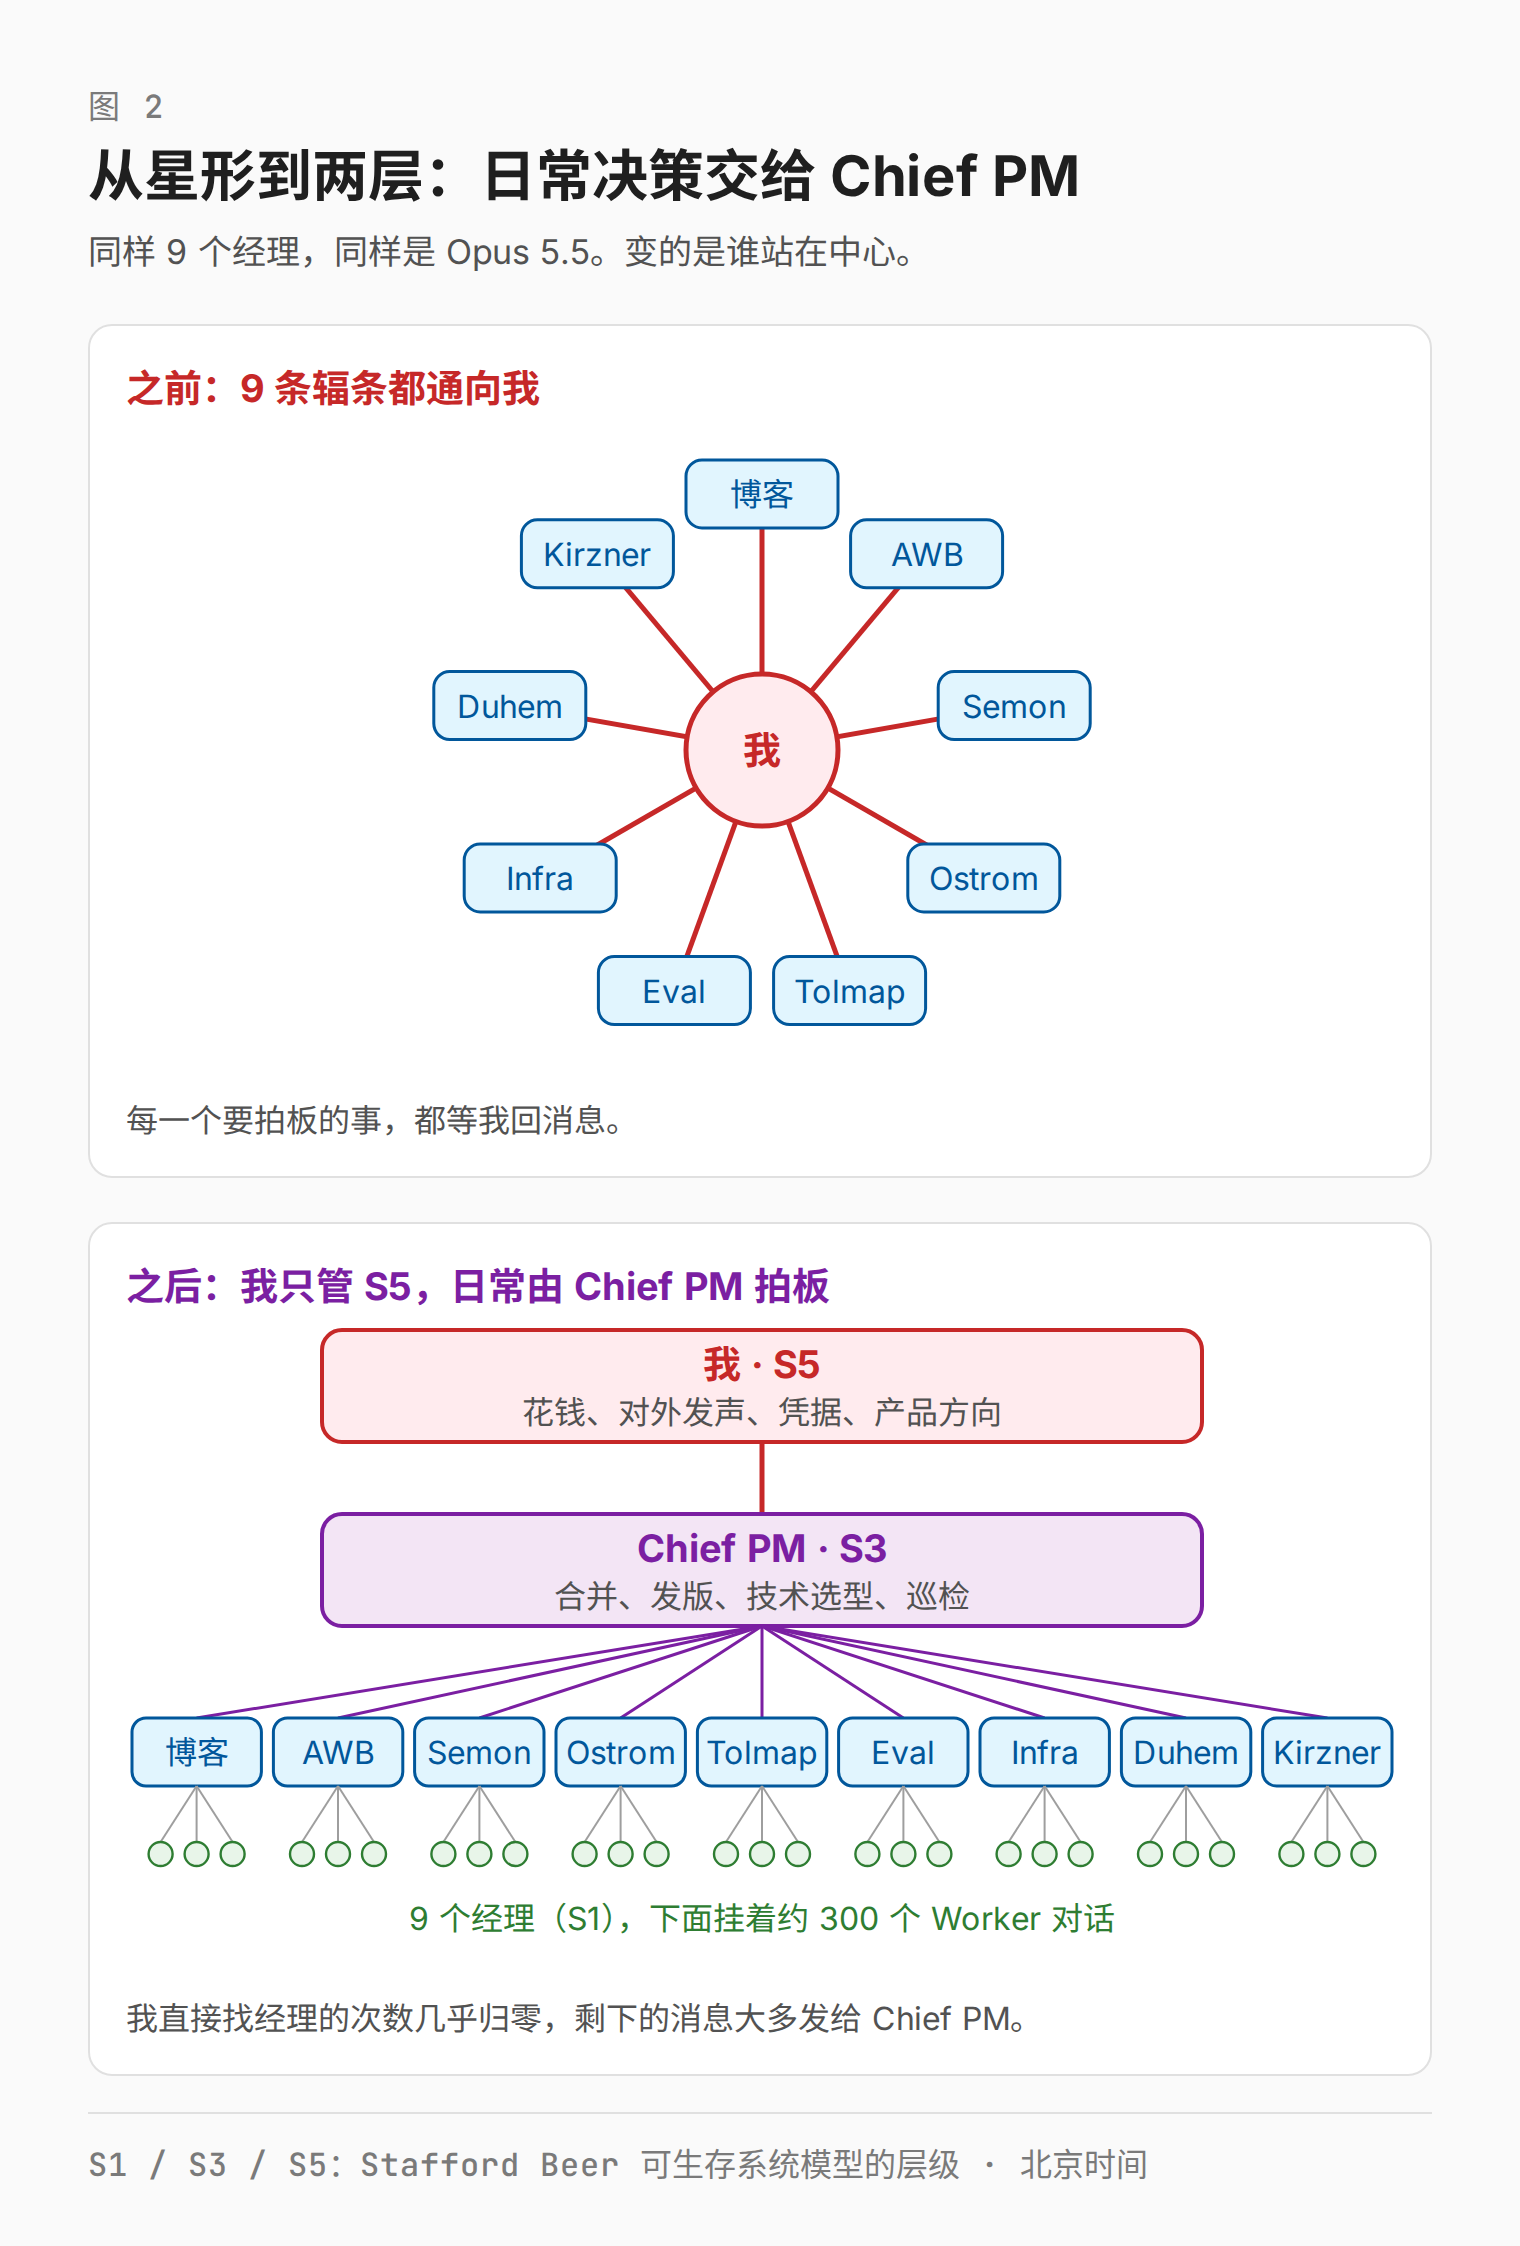 图 2
从星形到两层：日常决策交给 Chief PM
同样 9 个经理，同样是 Opus 5.5。变的是谁站在中心。
之前：9 条辐条都通向我
博客
Kirzner
AWB
Duhem
Semon
我
Infra
Ostrom
Eval
Tolmap
每一个要拍板的事，都等我回消息。
之后：我只管 S5，日常由 Chief PM 拍板
我 · S5
花钱、对外发声、凭据、产品方向
Chief PM · S3
合并、发版、技术选型、巡检
博客 AWB Semon Ostrom Tolmap Eval Infra Duhem Kirzner
9 个经理（S1），下面挂着约 300 个 Worker 对话
我直接找经理的次数几乎归零，剩下的消息大多发给 Chief PM。
S1 / S3 / S5：Stafford Beer 可生存系统模型的层级 · 北京时间